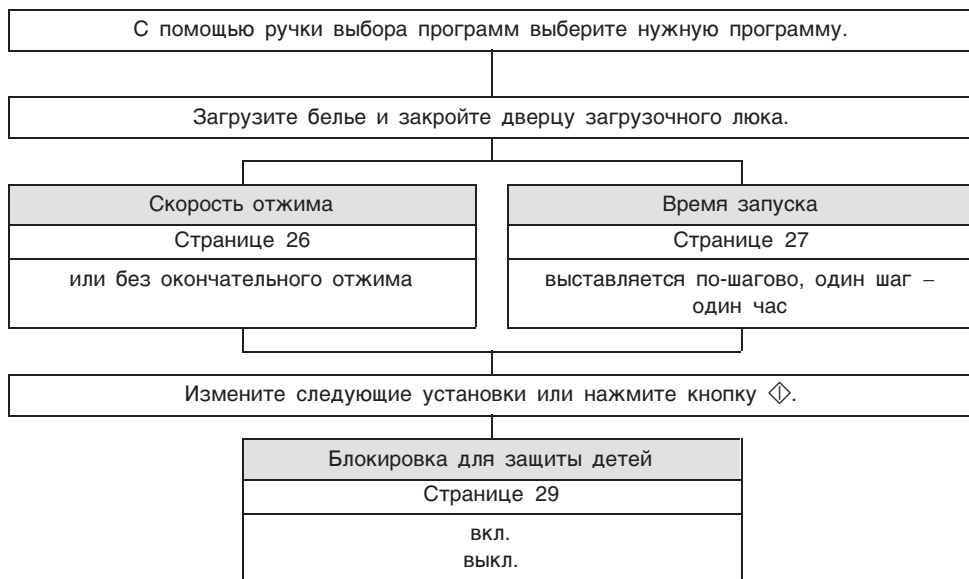 С помощью ручки выбора программ выберите нужную программу.
Загрузите белье и закройте дверцу загрузочного люка.
Скорость отжима
Странице 26
или без окончательного отжима
Время запуска
Странице 27
выставляется по-шагово, один шаг –
один час
Измените следующие установки или нажмите кнопку.
Блокировка для защиты детей
Странице 29
вкл.
выкл.